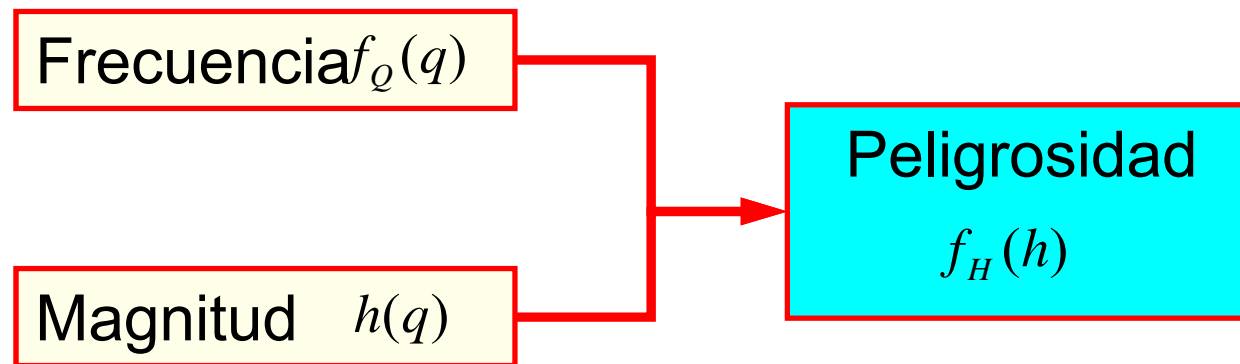 Frecuencia f_Q(q)
Magnitud h(q)
Peligrosidad
f_H(h)